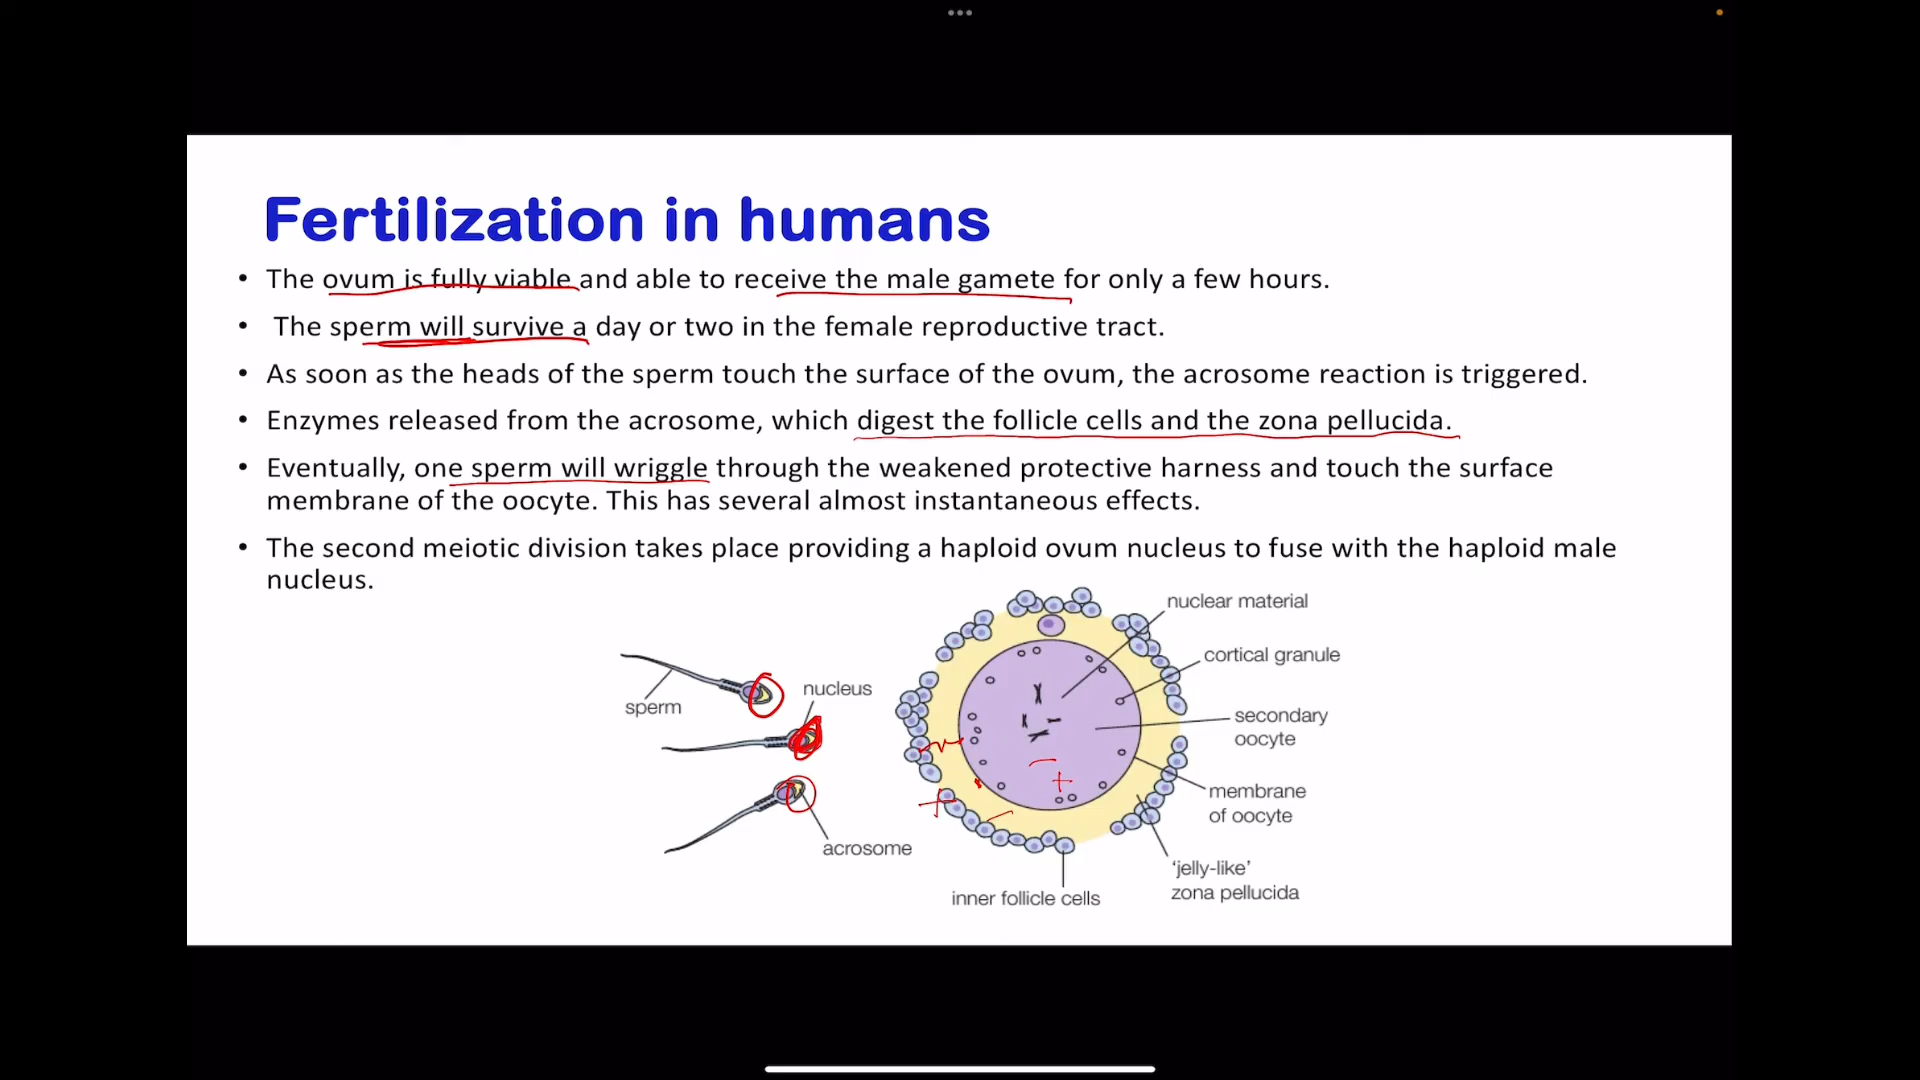 Fertilization in humans
• The ovum is fully viable and able to receive the male gamete for only a few hours.
• The sperm will survive a day or two in the female reproductive tract.
• As soon as the heads of the sperm touch the surface of the ovum, the acrosome reaction is triggered.
• Enzymes released from the acrosome, which digest the follicle cells and the zona pellucida.
• Eventually, one sperm will wriggle through the weakened protective harness and touch the surface
membrane of the oocyte. This has several almost instantaneous effects.
• The second meiotic division takes place providing a haploid ovum nucleus to fuse with the haploid male
nucleus.
nuclear material
cortical granule
nucleus
sperm
secondary
oocyte
membrane
of oocyte
acrosome
'jelly-like'
zona pellucida
inner follicle cells
−
+
+
−